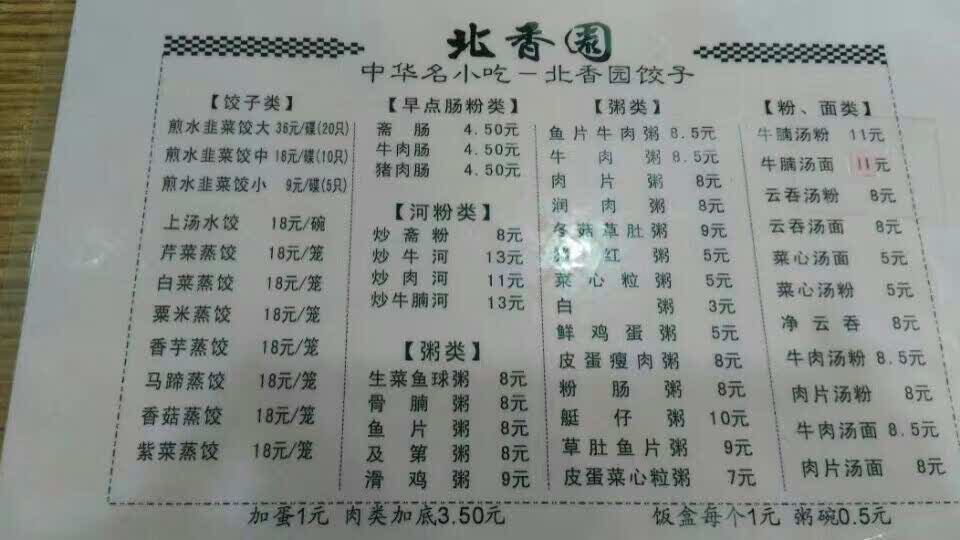 北香園
中华名小吃－北香园饺子
【饺子类】
煎水韭菜饺大 36元/碟(20只)
煎水韭菜饺中 18元/碟(10只)
煎水韭菜饺小 9元/碟(5只)
上汤水饺 18元/碗
芹菜蒸饺 18元/笼
白菜蒸饺 18元/笼
粟米蒸饺 18元/笼
香芋蒸饺 18元/笼
马蹄蒸饺 18元/笼
香菇蒸饺 18元/笼
紫菜蒸饺 18元/笼
【早点肠粉类】
斋肠 4.50元
牛肉肠 4.50元
猪肉肠 4.50元
【河粉类】
炒斋粉 8元
炒牛河 13元
炒肉河 11元
炒牛腩河 13元
【粥类】
生菜鱼球粥 8元
骨腩粥 8元
鱼片粥 8元
及第粥 8元
滑鸡粥 9元
【粥类】
鱼片牛肉粥 8.5元
牛肉粥 8.5元
肉片粥 8元
润肉粥 8元
冬菇草肚粥 9元
红粥 5元
菜心粒粥 5元
白粥 3元
鲜鸡蛋粥 5元
皮蛋瘦肉粥 8元
粉肠粥 8元
艇仔粥 10元
草肚鱼片粥 9元
皮蛋菜心粒粥 7元
【粉、面类】
牛腩汤粉 11元
牛腩汤面 11元
云吞汤粉 8元
云吞汤面 8元
菜心汤面 5元
菜心汤粉 5元
净云吞 8元
牛肉汤粉 8.5元
肉片汤粉 8元
牛肉汤面 8.5元
肉片汤面 8元
加蛋1元 肉类加底3.50元
饭盒每个1元 粥碗0.5元